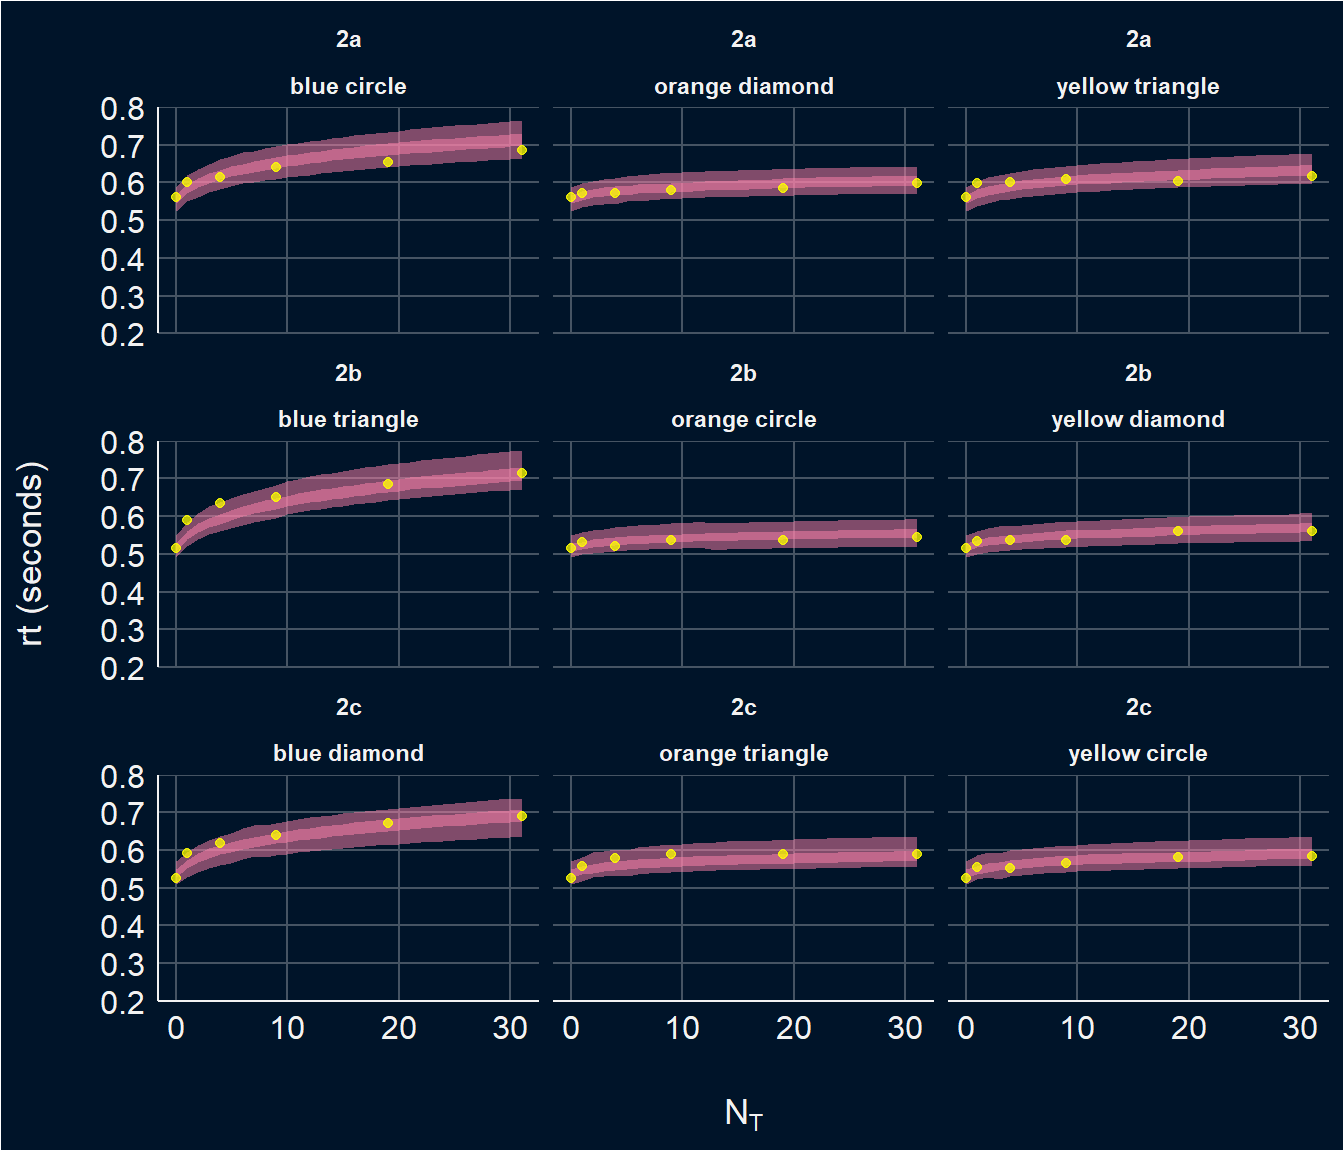 2a 2a 2a
blue circle orange diamond yellow triangle
0.8
0.7
0.6
0.5
0.4
0.3
0.2
2b 2b 2b
blue triangle orange circle yellow diamond
0.8
0.7
0.6
0.5
0.4
0.3
0.2
rt (seconds)
2c 2c 2c
blue diamond orange triangle yellow circle
0.8
0.7
0.6
0.5
0.4
0.3
0.2
0 10 20 30 0 10 20 30 0 10 20 30
N_T